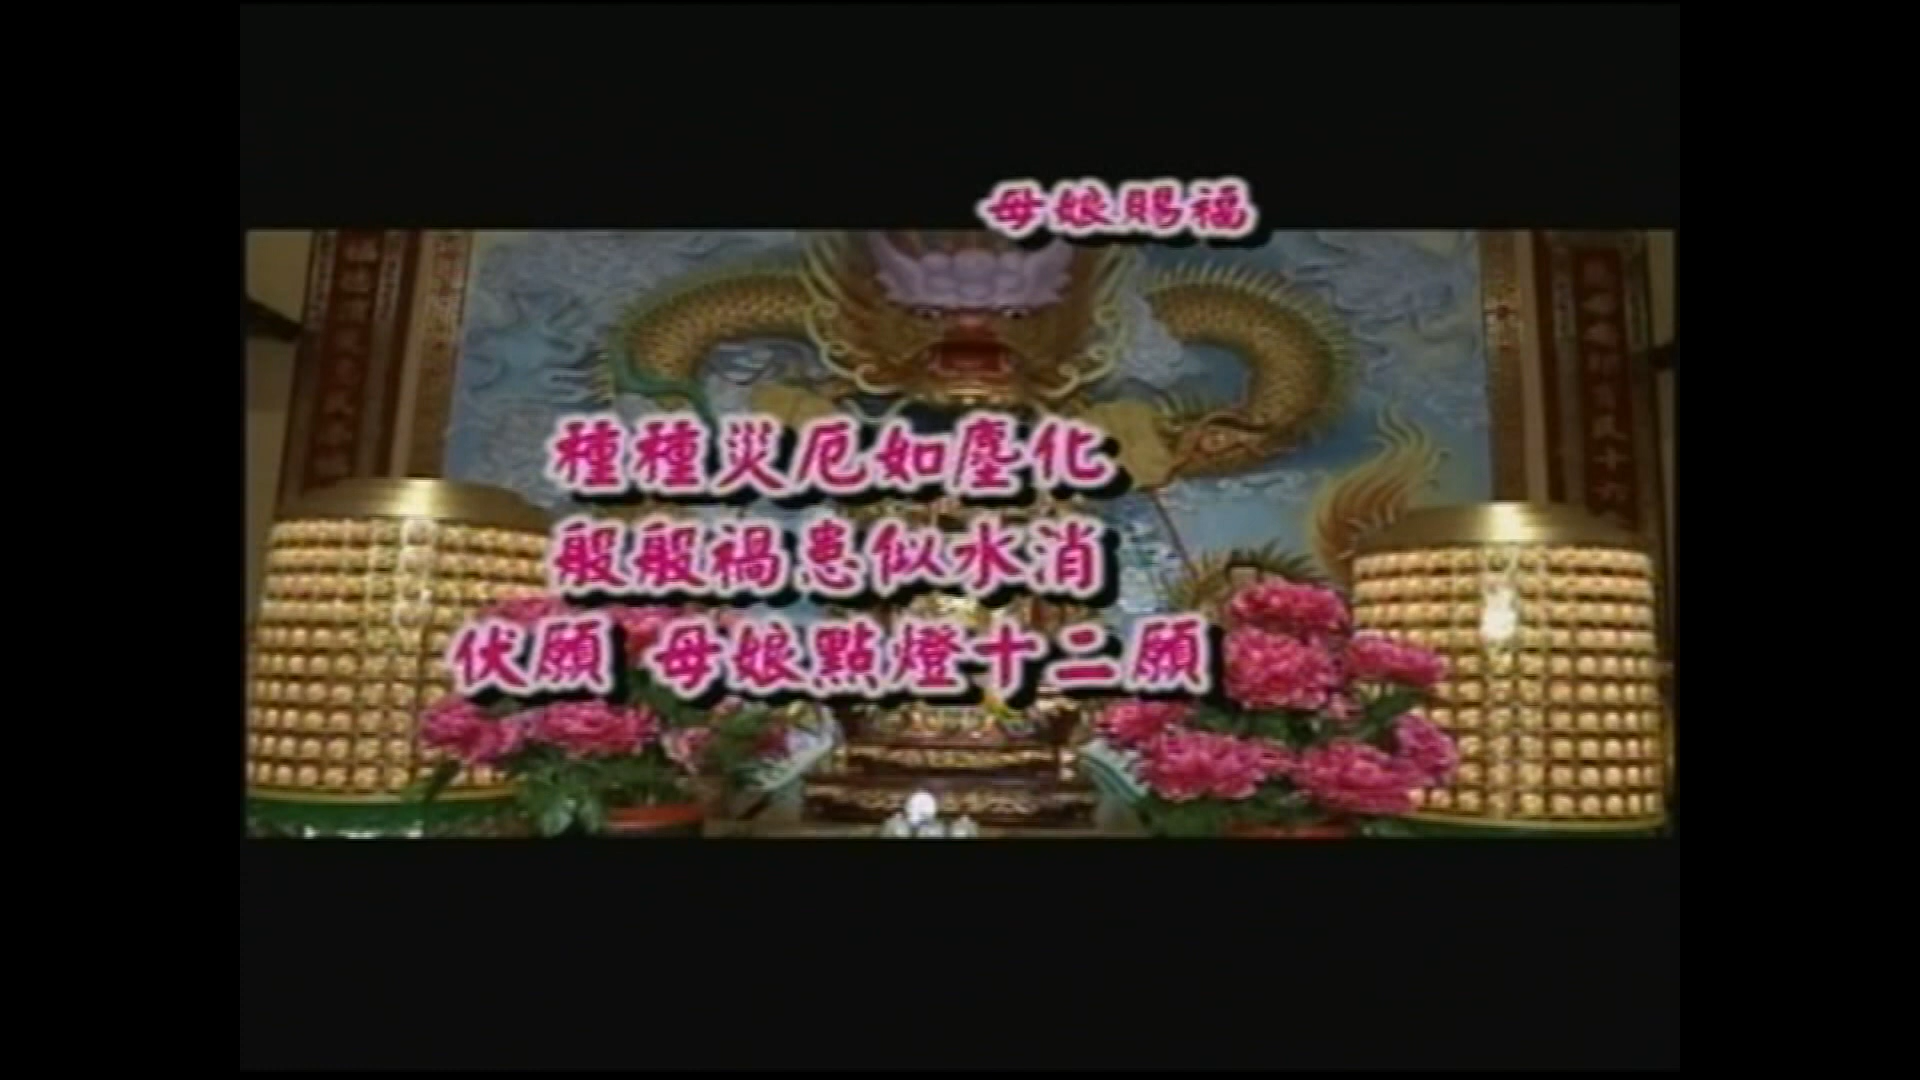 母娘賜福
種種災厄如塵化
般般禍患似水消
伏願 母娘點燈十二願